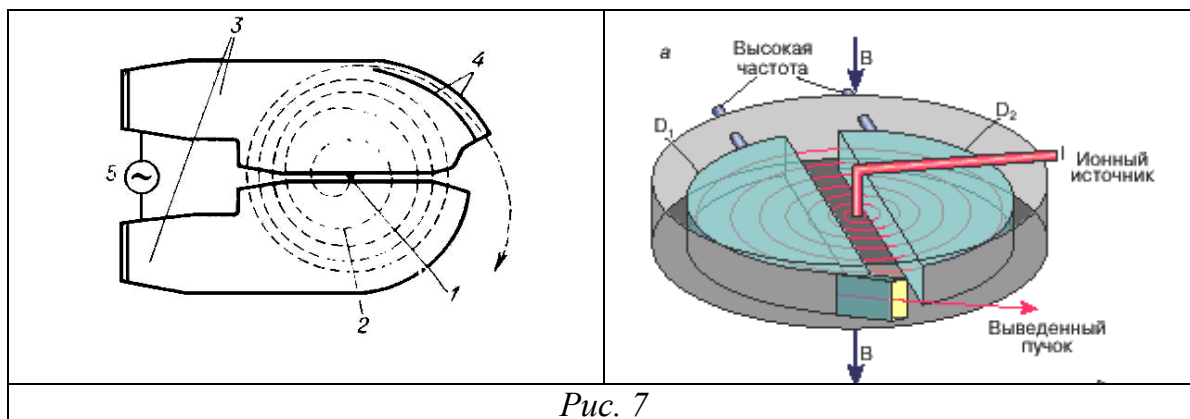 3
4
5
2
1
а
Высокая
частота
B
D1
D2
I
Ионный
источник
Выведенный
пучок
B
Рис. 7